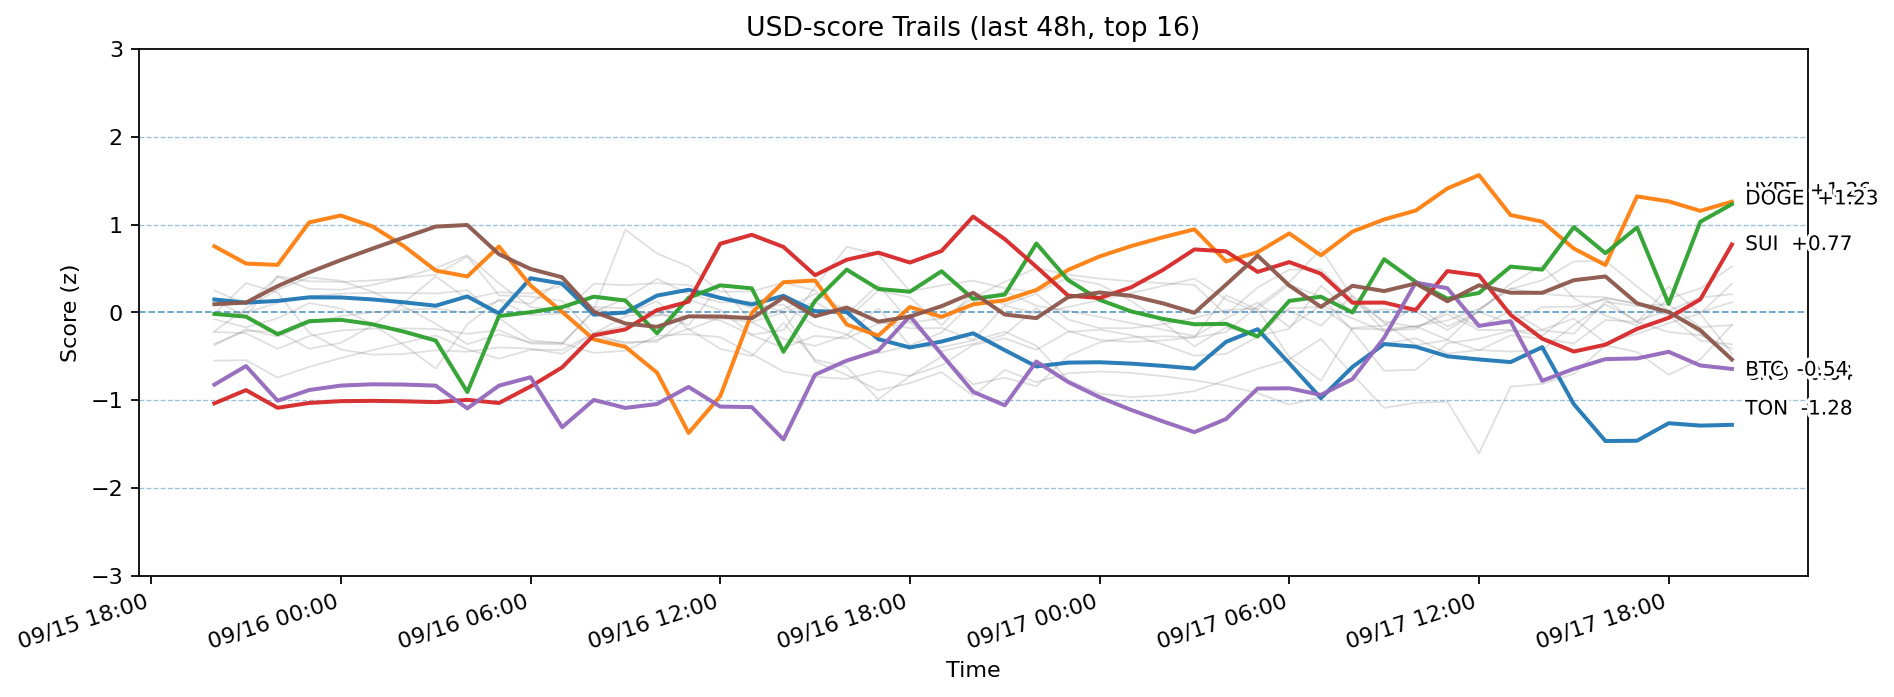 USD-score Trails (last 48h, top 16)
Score (z)
3
2
1
0
−1
−2
−3
DOGE +1.23
SUI +0.77
BTC -0.54
TON -1.28
09/15 18:00
09/16 00:00
09/16 06:00
09/16 12:00
09/16 18:00
09/17 00:00
09/17 06:00
09/17 12:00
09/17 18:00
Time